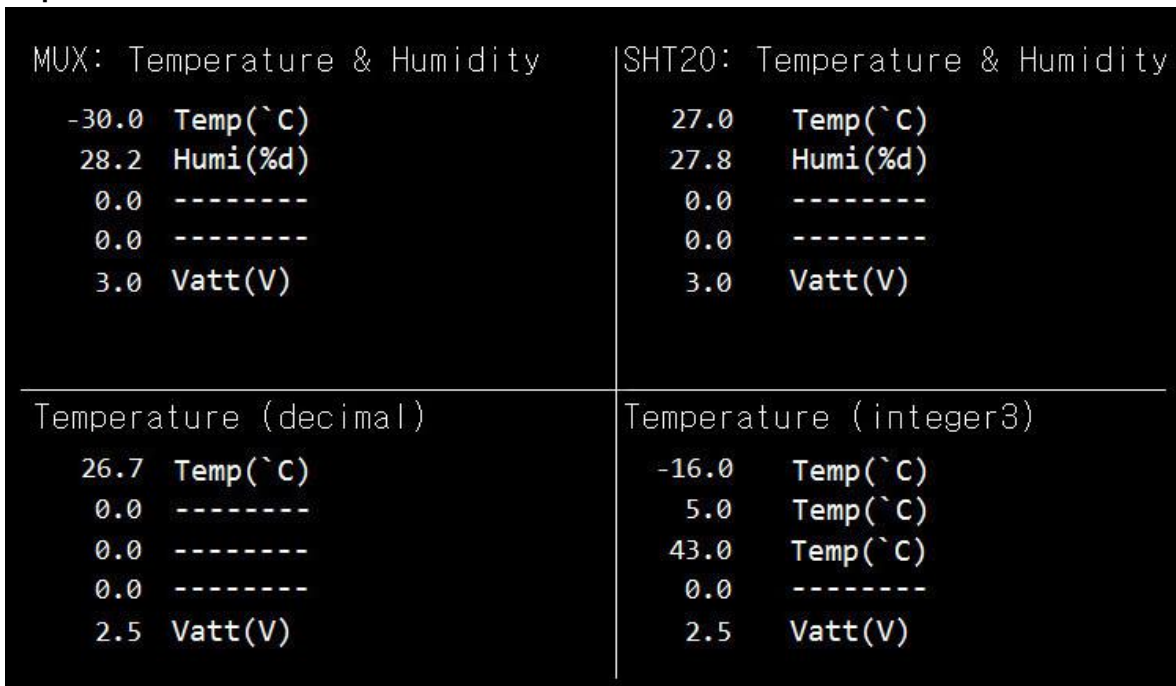 MUX: Temperature & Humidity
-30.0 Temp(`C)
28.2 Humi(%d)
0.0 --------
0.0 --------
3.0 Vatt(V)
SHT20: Temperature & Humidity
27.0 Temp(`C)
27.8 Humi(%d)
0.0 --------
0.0 --------
3.0 Vatt(V)
Temperature (decimal)
26.7 Temp(`C)
0.0 --------
0.0 --------
0.0 --------
2.5 Vatt(V)
Temperature (integer3)
-16.0 Temp(`C)
5.0 Temp(`C)
43.0 Temp(`C)
0.0 --------
2.5 Vatt(V)